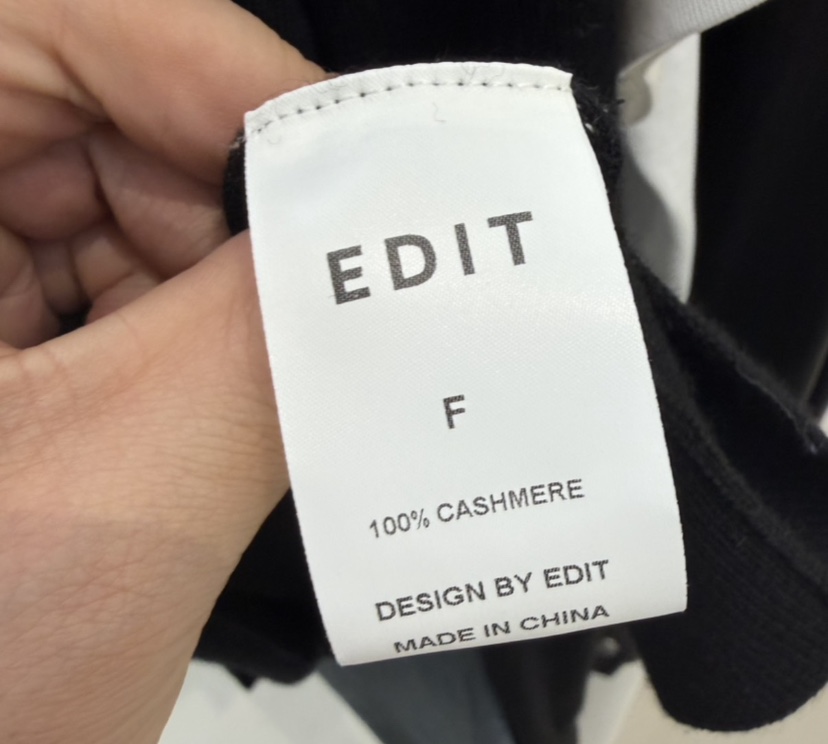 EDIT
F
100% CASHMERE
DESIGN BY EDIT
MADE IN CHINA